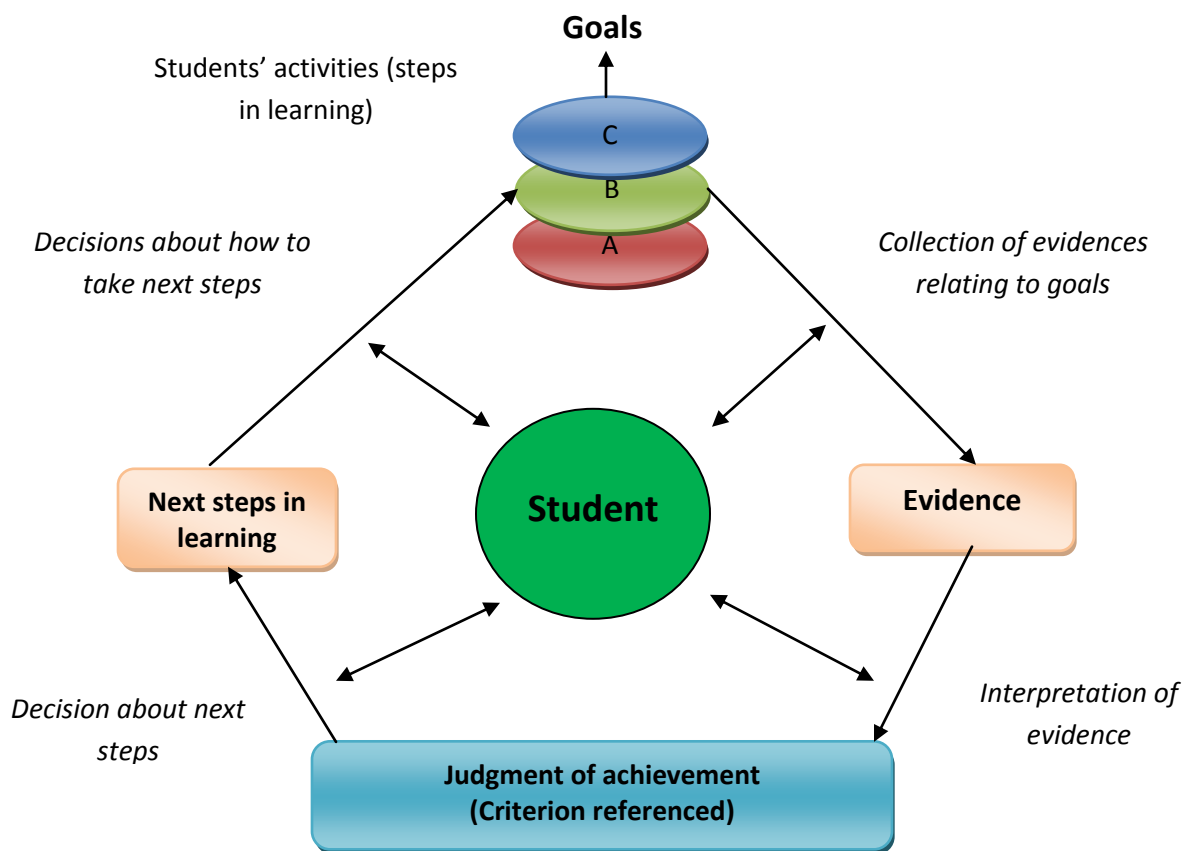 Goals
Students’ activities (steps
in learning)
C
B
A
Decisions about how to
take next steps
Collection of evidences
relating to goals
Next steps in
learning
Student
Evidence
Decision about next
steps
Interpretation of
evidence
Judgment of achievement
(Criterion referenced)